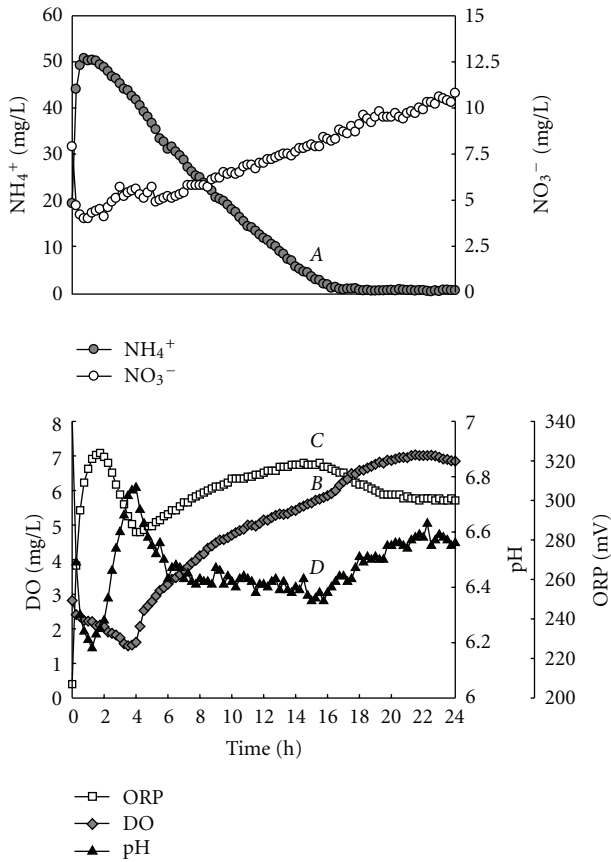 60
50
40
30
20
10
0
NH₄⁺ (mg/L)
15
12.5
10
7.5
5
2.5
0
NO₃⁻ (mg/L)
A
NH₄⁺
NO₃⁻
8
7
6
5
4
3
2
1
0
DO (mg/L)
7
6.8
6.6
6.4
6.2
6
pH
340
320
300
280
260
240
220
200
ORP (mV)
C
B
D
0 2 4 6 8 10 12 14 16 18 20 22 24
Time (h)
ORP
DO
pH